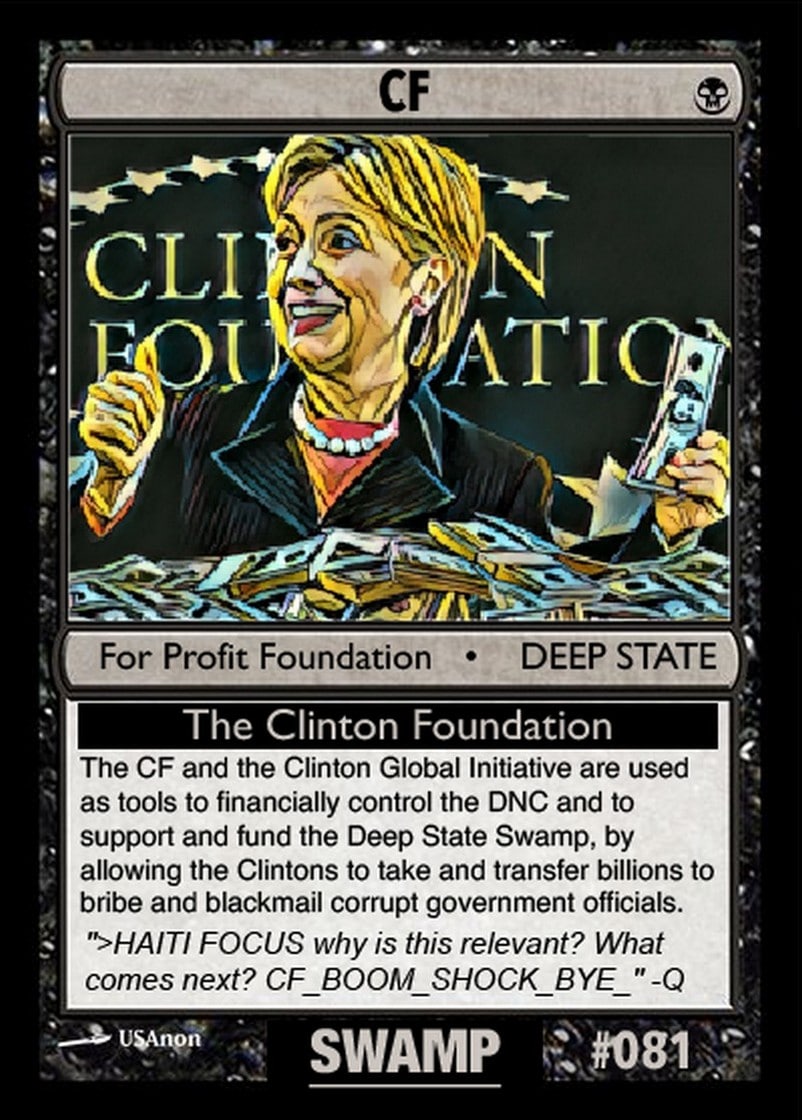 CF
CLIN N
FOU ATION
For Profit Foundation • DEEP STATE
The Clinton Foundation
The CF and the Clinton Global Initiative are used
as tools to financially control the DNC and to
support and fund the Deep State Swamp, by
allowing the Clintons to take and transfer billions to
bribe and blackmail corrupt government officials.
">HAITI FOCUS why is this relevant? What
comes next? CF_BOOM_SHOCK_BYE_" -Q
USAnon
SWAMP
#081